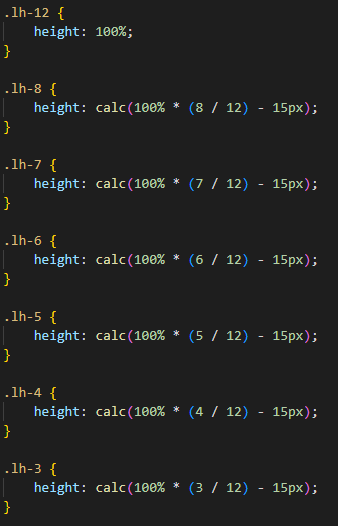 .lh-12 {
    height: 100%;
}

.lh-8 {
    height: calc(100% * (8 / 12) - 15px);
}

.lh-7 {
    height: calc(100% * (7 / 12) - 15px);
}

.lh-6 {
    height: calc(100% * (6 / 12) - 15px);
}

.lh-5 {
    height: calc(100% * (5 / 12) - 15px);
}

.lh-4 {
    height: calc(100% * (4 / 12) - 15px);
}

.lh-3 {
    height: calc(100% * (3 / 12) - 15px);
}